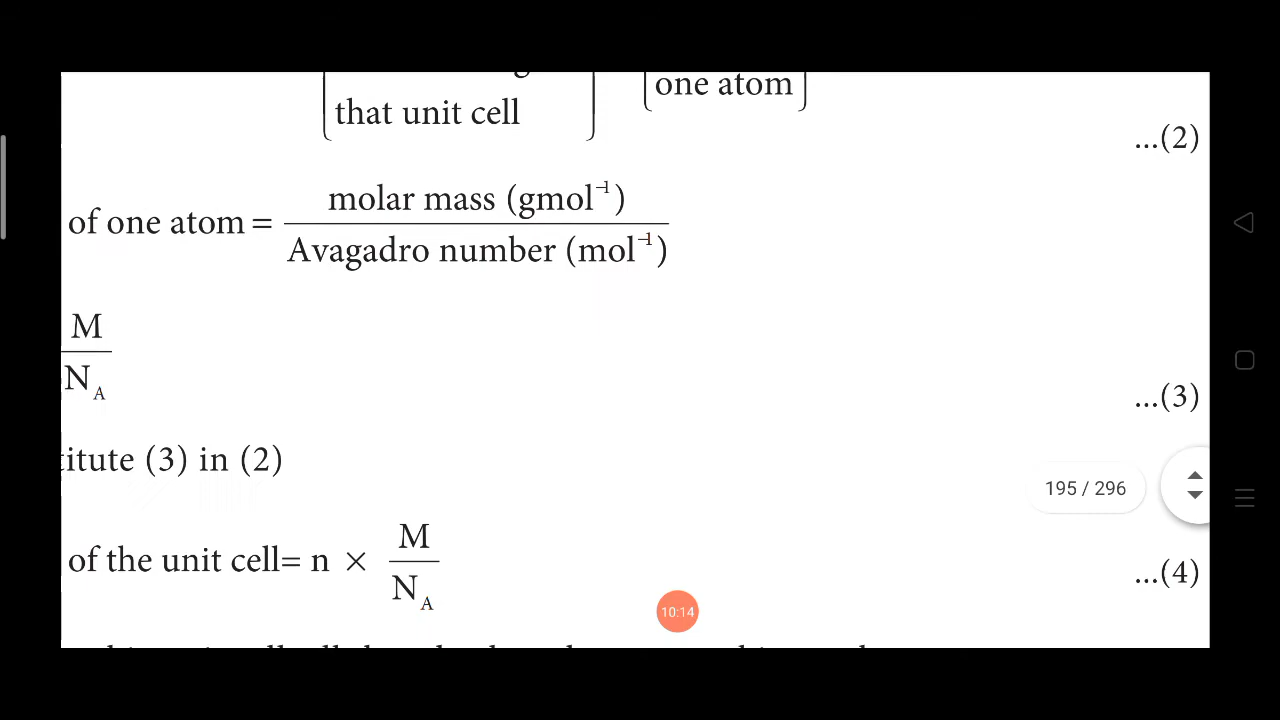 one atom
that unit cell
...(2)
of one atom = molar mass (gmol⁻¹)
Avagadro number (mol⁻¹)
M
N_A
...(3)
titute (3) in (2)
195 / 296
of the unit cell= n × M
N_A
...(4)
10:14